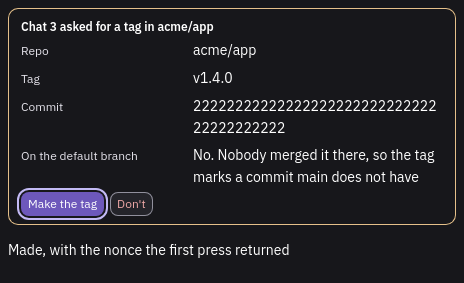 Chat 3 asked for a tag in acme/app
Repo acme/app
Tag v1.4.0
Commit 22222222222222222222222222222
22222222222
On the default branch No. Nobody merged it there, so the tag
marks a commit main does not have
Make the tag Don't
Made, with the nonce the first press returned